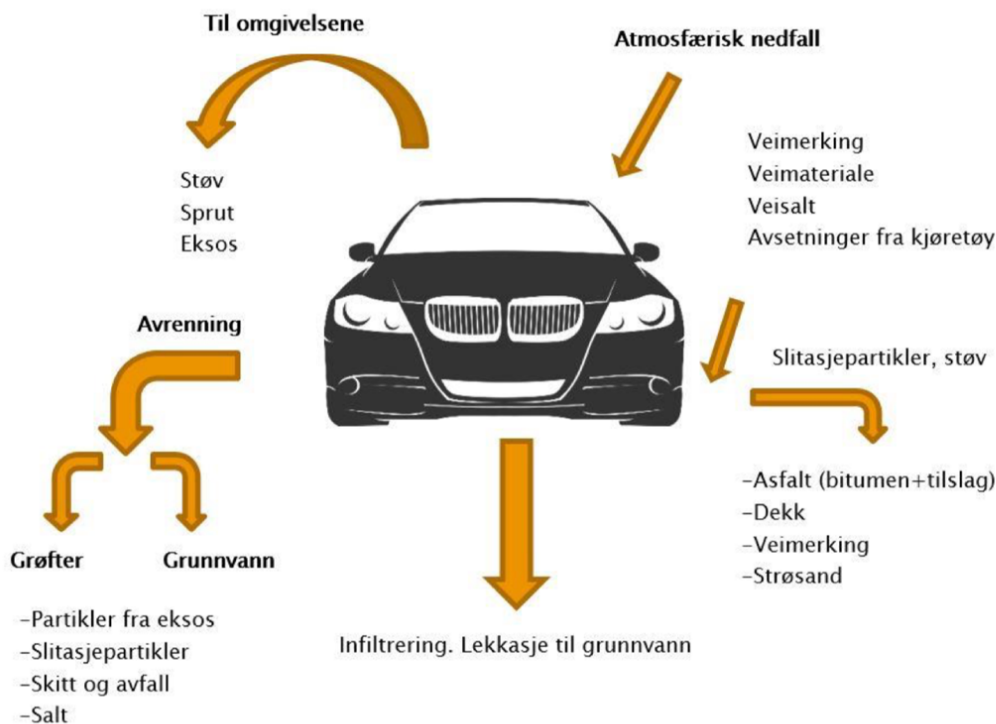 Til omgivelsene
Atmosfærisk nedfall
Støv
Sprut
Eksos
Veimerking
Veimateriale
Veisalt
Avsetninger fra kjøretøy
Avrenning
Slitasjepartikler, støv
-Asfalt (bitumen+tilslag)
-Dekk
-Veimerking
-Strøsand
Grøfter
Grunnvann
-Partikler fra eksos
-Slitasjepartikler
-Skitt og avfall
-Salt
Infiltrering. Lekkasje til grunnvann